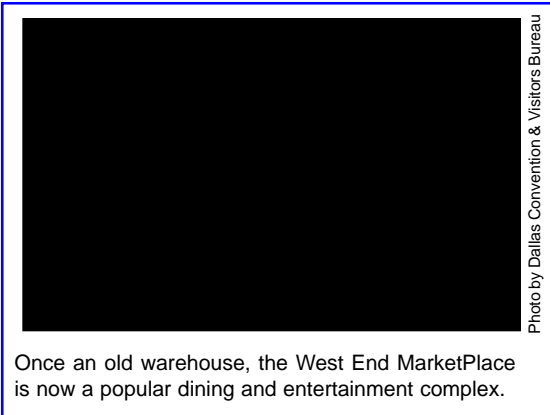 Photo by Dallas Convention & Visitors Bureau
Once an old warehouse, the West End MarketPlace
is now a popular dining and entertainment complex.